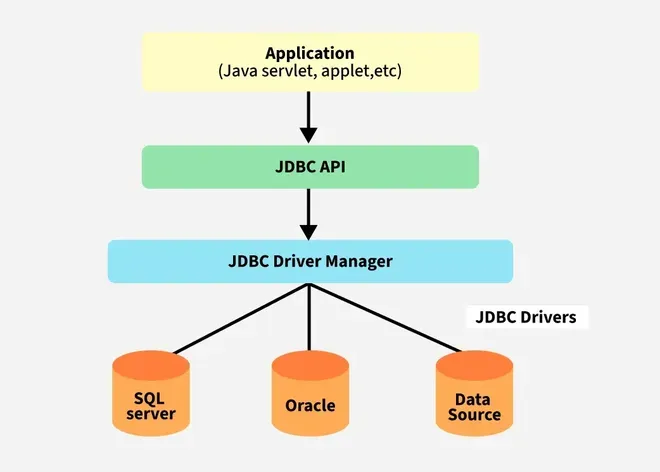 Application
(Java servlet, applet,etc)
JDBC API
JDBC Driver Manager
JDBC Drivers
SQL
server
Oracle
Data
Source